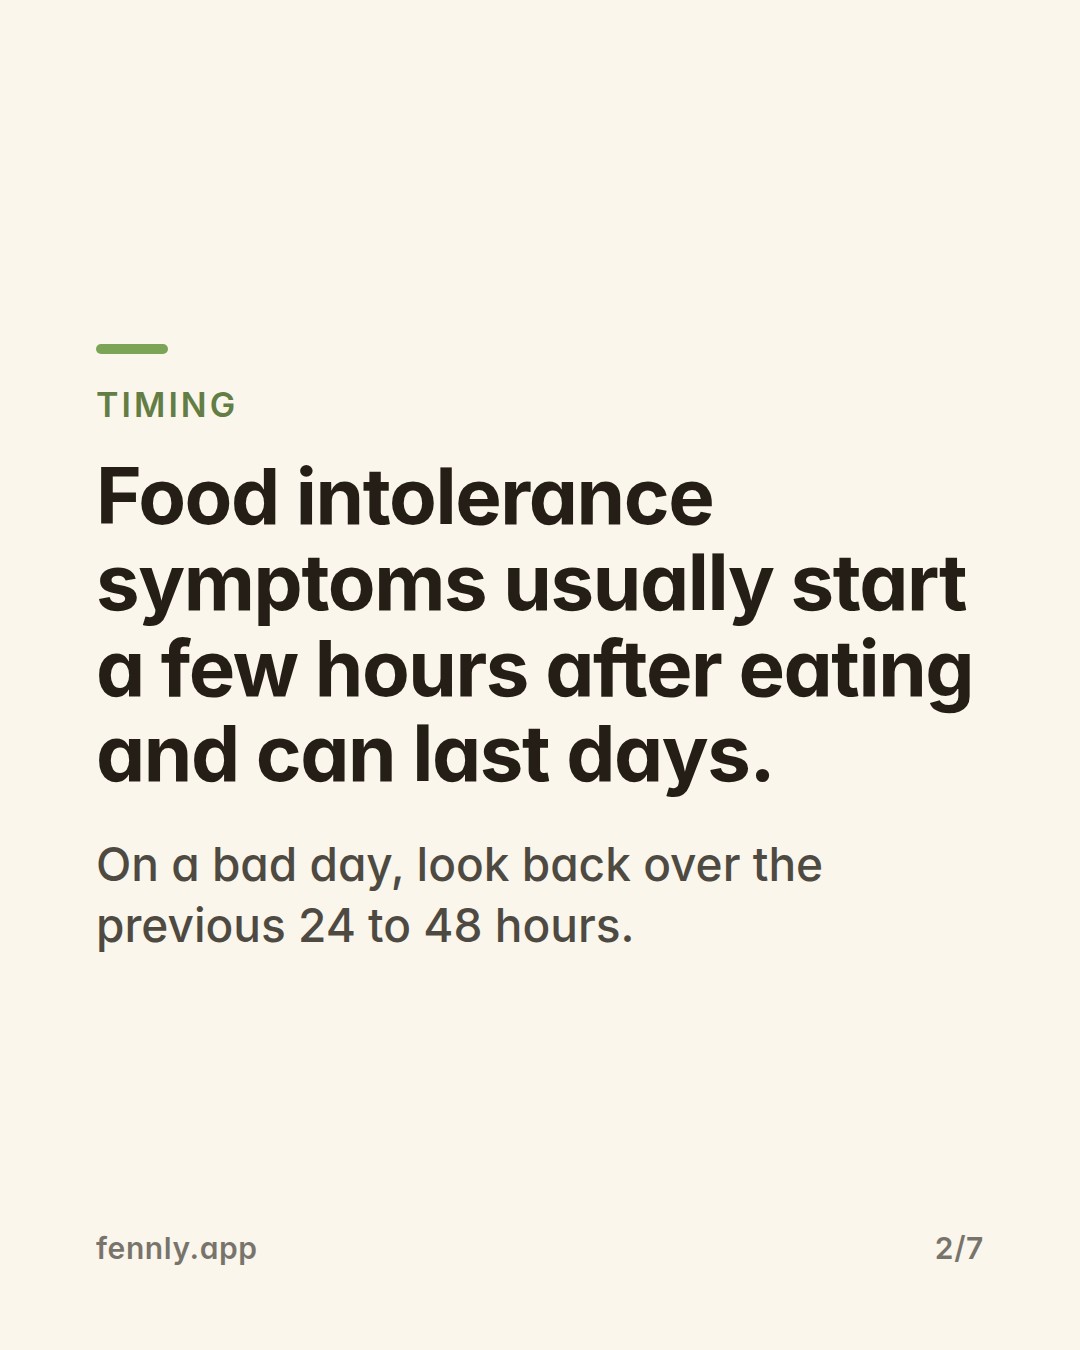 TIMING
Food intolerance
symptoms usually start
a few hours after eating
and can last days.
On a bad day, look back over the
previous 24 to 48 hours.
fennly.app
2/7